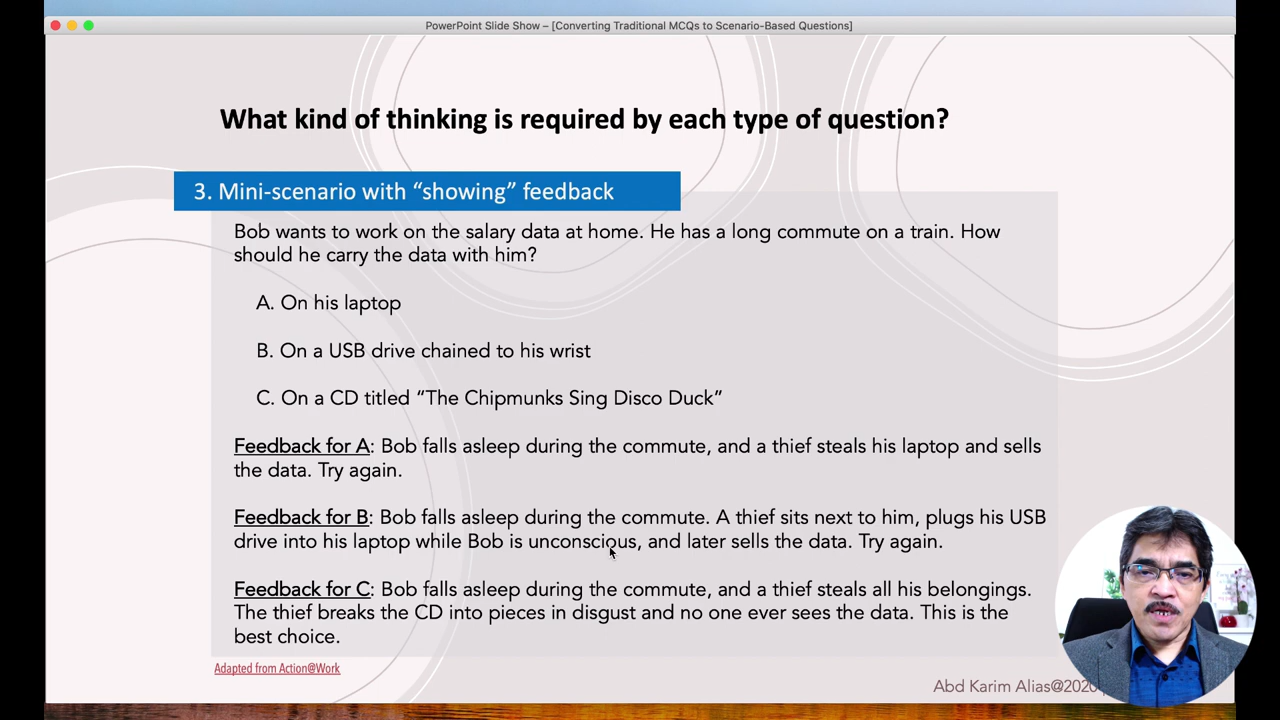 PowerPoint Slide Show – [Converting Traditional MCQs to Scenario-Based Questions]
What kind of thinking is required by each type of question?
3. Mini-scenario with “showing” feedback
Bob wants to work on the salary data at home. He has a long commute on a train. How
should he carry the data with him?
A. On his laptop
B. On a USB drive chained to his wrist
C. On a CD titled “The Chipmunks Sing Disco Duck”
Feedback for A: Bob falls asleep during the commute, and a thief steals his laptop and sells
the data. Try again.
Feedback for B: Bob falls asleep during the commute. A thief sits next to him, plugs his USB
drive into his laptop while Bob is unconscious, and later sells the data. Try again.
Feedback for C: Bob falls asleep during the commute, and a thief steals all his belongings.
The thief breaks the CD into pieces in disgust and no one ever sees the data. This is the
best choice.
Adapted from Action@Work
Abd Karim Alias@2020